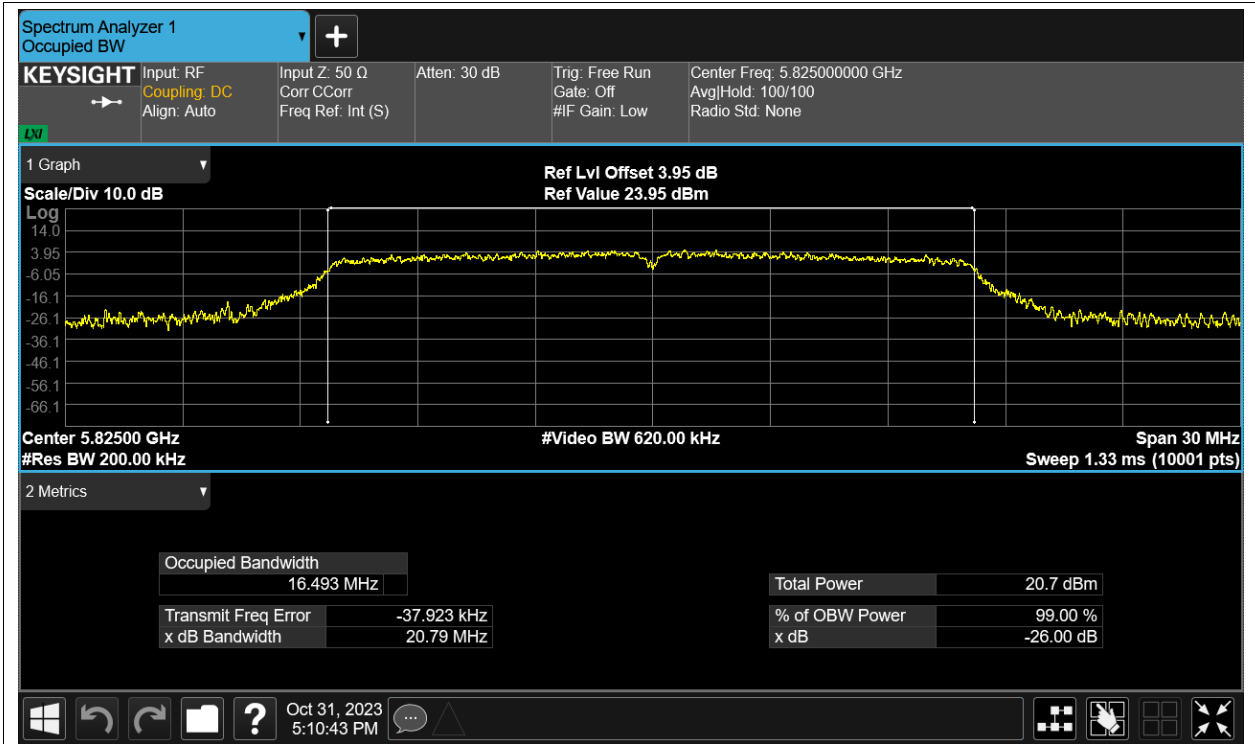 Spectrum Analyzer 1
Occupied BW
▼
+
KEYSIGHT Input: RF Input Z: 50 Ω Atten: 30 dB Trig: Free Run Center Freq: 5.825000000 GHz
Coupling: DC Corr CCorr Gate: Off Avg|Hold: 100/100
Align: Auto Freq Ref: Int (S) #IF Gain: Low Radio Std: None
LXI
1 Graph ▼
Ref Lvl Offset 3.95 dB
Scale/Div 10.0 dB Ref Value 23.95 dBm
Log
14.0
3.95
-6.05
-16.1
-26.1
-36.1
-46.1
-56.1
-66.1
Center 5.82500 GHz #Video BW 620.00 kHz Span 30 MHz
#Res BW 200.00 kHz Sweep 1.33 ms (10001 pts)
2 Metrics ▼
Occupied Bandwidth
16.493 MHz Total Power 20.7 dBm
Transmit Freq Error -37.923 kHz % of OBW Power 99.00 %
x dB Bandwidth 20.79 MHz x dB -26.00 dB
? Oct 31, 2023
5:10:43 PM